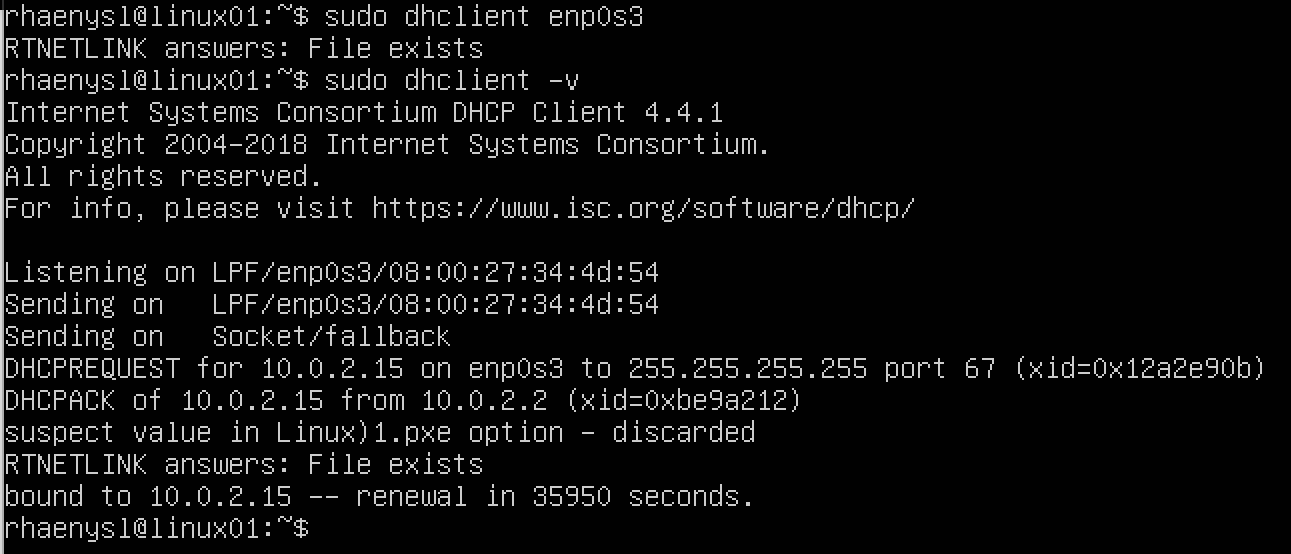 rhaenysl@linux01:~$ sudo dhclient enp0s3
RTNETLINK answers: File exists
rhaenysl@linux01:~$ sudo dhclient -v
Internet Systems Consortium DHCP Client 4.4.1
Copyright 2004-2018 Internet Systems Consortium.
All rights reserved.
For info, please visit https://www.isc.org/software/dhcp/

Listening on LPF/enp0s3/08:00:27:34:4d:54
Sending on   LPF/enp0s3/08:00:27:34:4d:54
Sending on   Socket/fallback
DHCPREQUEST for 10.0.2.15 on enp0s3 to 255.255.255.255 port 67 (xid=0x12a2e90b)
DHCPACK of 10.0.2.15 from 10.0.2.2 (xid=0xbe9a212)
suspect value in Linux)1.pxe option - discarded
RTNETLINK answers: File exists
bound to 10.0.2.15 -- renewal in 35950 seconds.
rhaenysl@linux01:~$